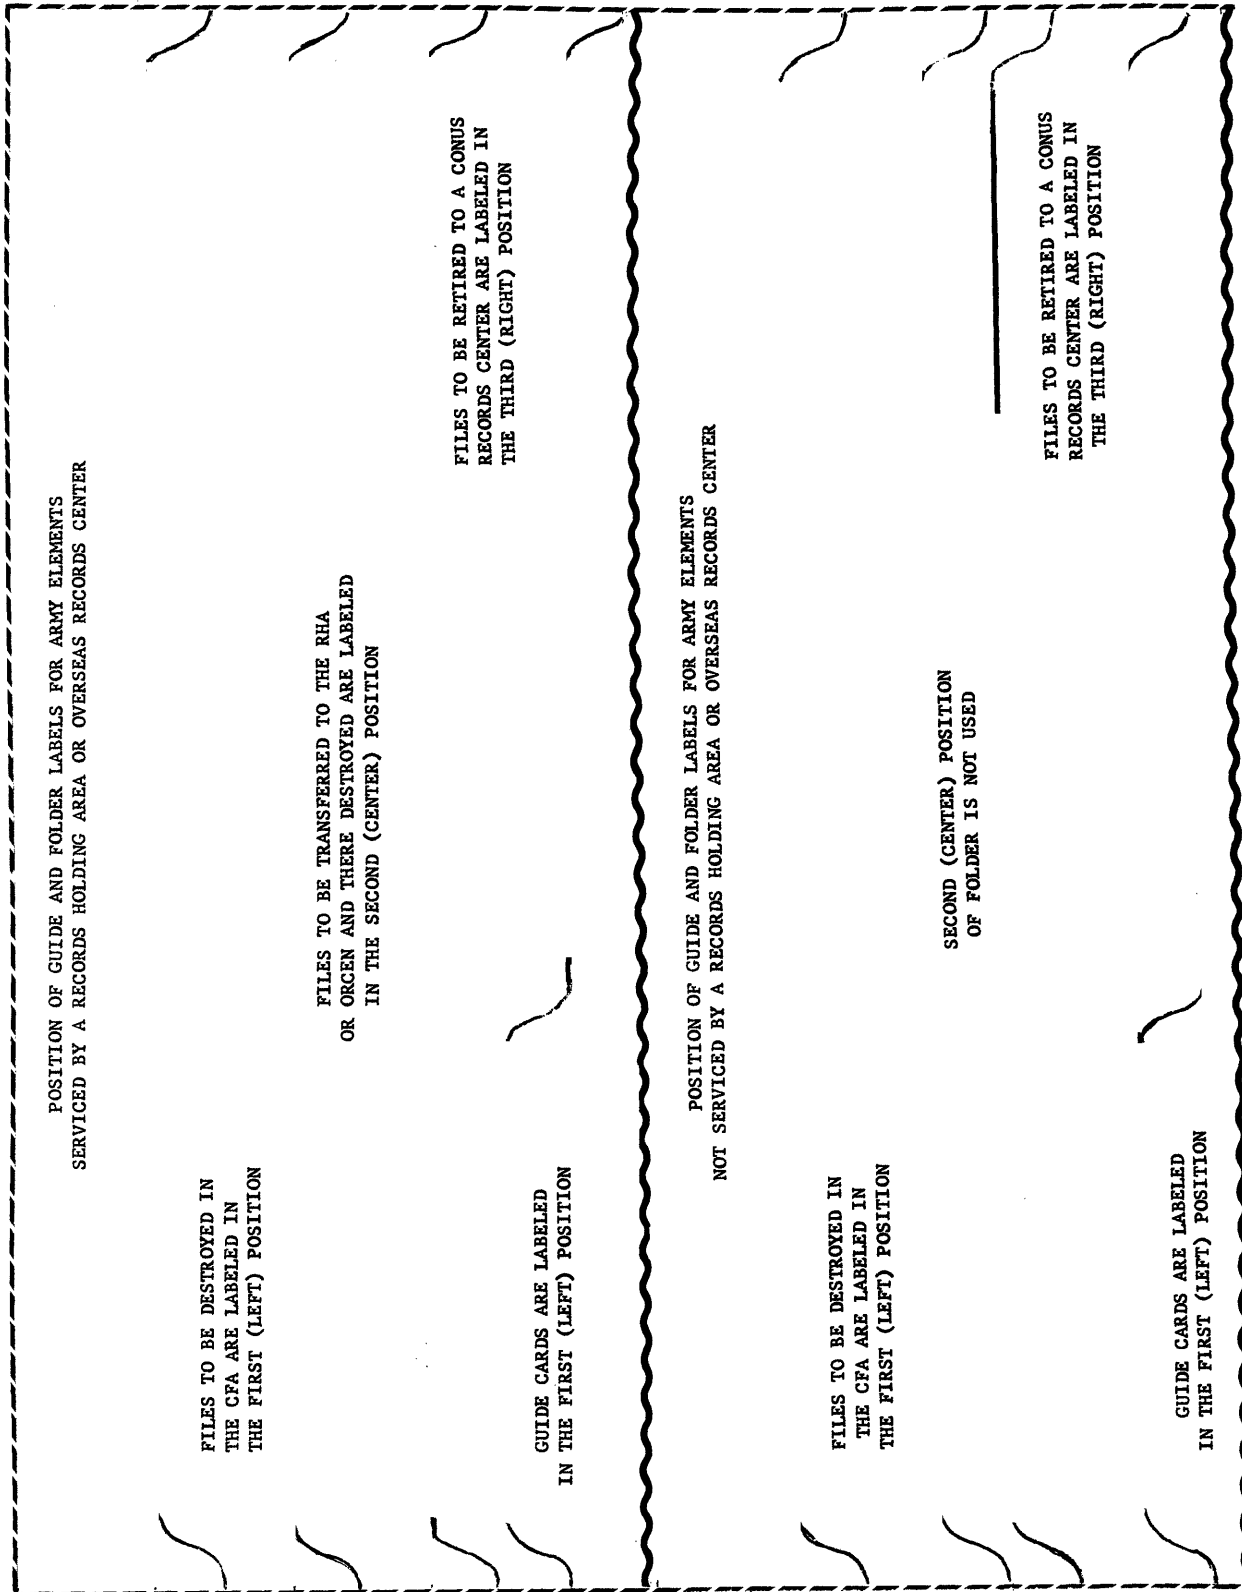 POSITION OF GUIDE AND FOLDER LABELS FOR ARMY ELEMENTS
SERVICED BY A RECORDS HOLDING AREA OR OVERSEAS RECORDS CENTER
FILES TO BE DESTROYED IN
THE CFA ARE LABELED IN
THE FIRST (LEFT) POSITION
FILES TO BE TRANSFERRED TO THE RHA
OR ORCEN AND THERE DESTROYED ARE LABELED
IN THE SECOND (CENTER) POSITION
FILES TO BE RETIRED TO A CONUS
RECORDS CENTER ARE LABELED IN
THE THIRD (RIGHT) POSITION
GUIDE CARDS ARE LABELED
IN THE FIRST (LEFT) POSITION
POSITION OF GUIDE AND FOLDER LABELS FOR ARMY ELEMENTS
NOT SERVICED BY A RECORDS HOLDING AREA OR OVERSEAS RECORDS CENTER
FILES TO BE DESTROYED IN
THE CFA ARE LABELED IN
THE FIRST (LEFT) POSITION
SECOND (CENTER) POSITION
OF FOLDER IS NOT USED
FILES TO BE RETIRED TO A CONUS
RECORDS CENTER ARE LABELED IN
THE THIRD (RIGHT) POSITION
GUIDE CARDS ARE LABELED
IN THE FIRST (LEFT) POSITION